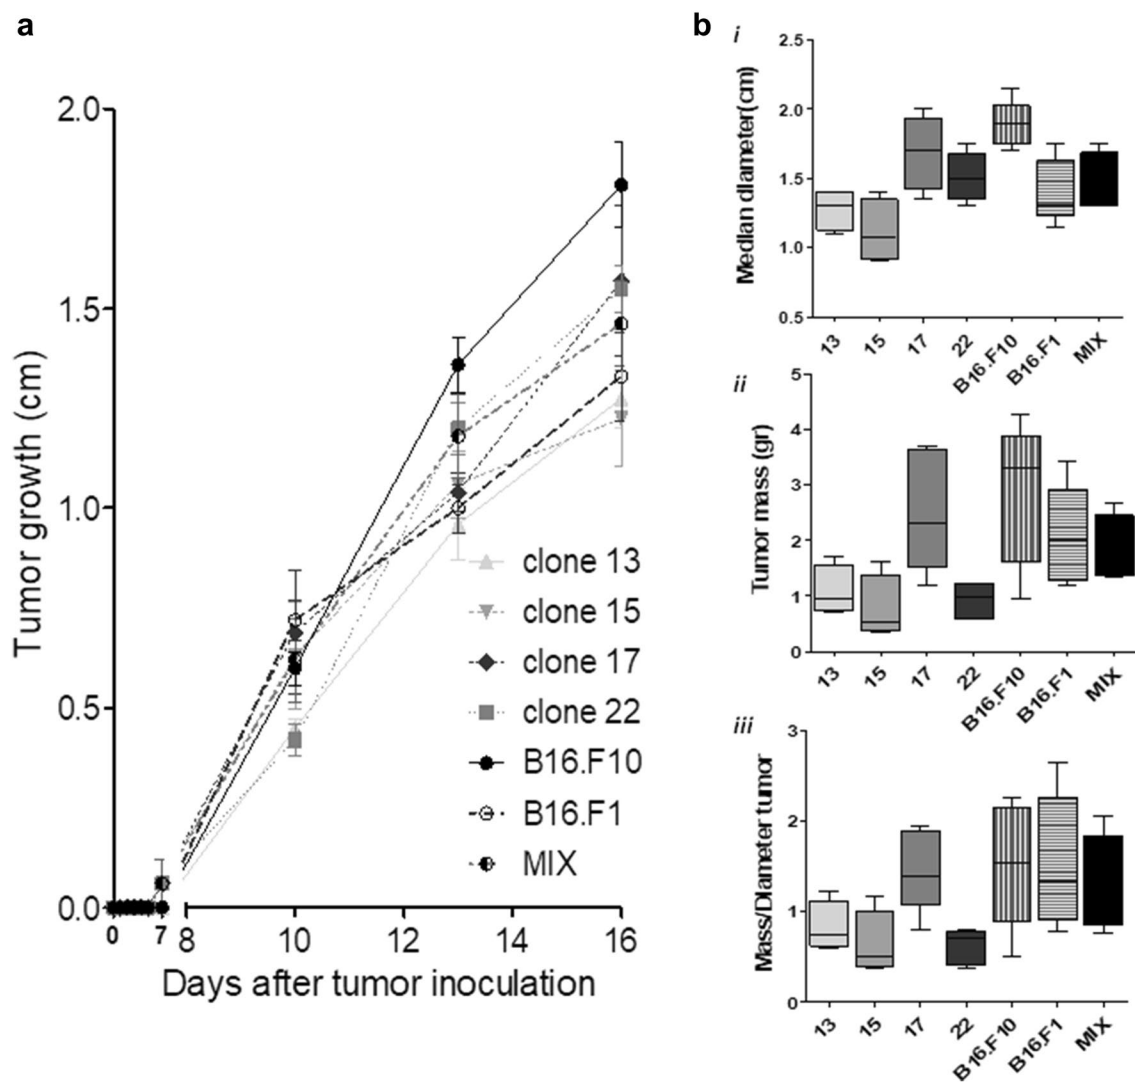 a
2.0
1.5
1.0
0.5
0.0
0
7
8
10
12
14
16
Tumor growth (cm)
Days after tumor inoculation
clone 13
clone 15
clone 17
clone 22
B16.F10
B16.F1
MIX
b
i
2.5
2.0
1.5
1.0
0.5
Median diameter(cm)
13
15
17
22
B16.F10
B16.F1
MIX
ii
5
4
3
2
1
0
Tumor mass (gr)
13
15
17
22
B16.F10
B16.F1
MIX
iii
3
2
1
0
Mass/Diameter tumor
13
15
17
22
B16.F10
B16.F1
MIX